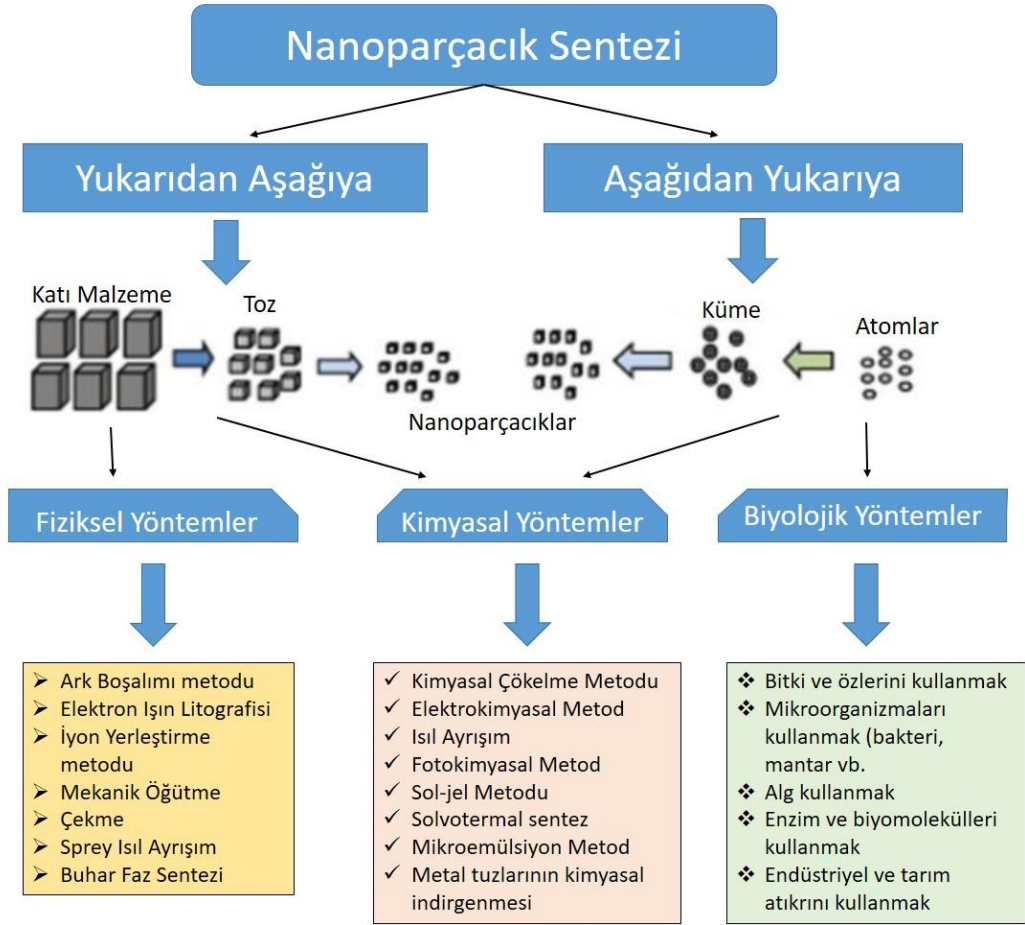 Nanoparçacık Sentezi
Yukarıdan Aşağıya
Aşağıdan Yukarıya
Katı Malzeme
Toz
Küme
Atomlar
Nanoparçacıklar
Fiziksel Yöntemler
Kimyasal Yöntemler
Biyolojik Yöntemler
Ark Boşalımı metodu
Elektron Işın Litografisi
İyon Yerleştirme
metodu
Mekanik Öğütme
Çekme
Sprey Isıl Ayrışım
Buhar Faz Sentezi
Kimyasal Çökelme Metodu
Elektrokimyasal Metod
Isıl Ayrışım
Fotokimyasal Metod
Sol-jel Metodu
Solvotermal sentez
Mikroemülsiyon Metod
Metal tuzlarının kimyasal
indirgenmesi
Bitki ve özlerini kullanmak
Mikroorganizmaları
kullanmak (bakteri,
mantar vb.
Alg kullanmak
Enzim ve biyomolekülleri
kullanmak
Endüstriyel ve tarım
atıkrını kullanmak